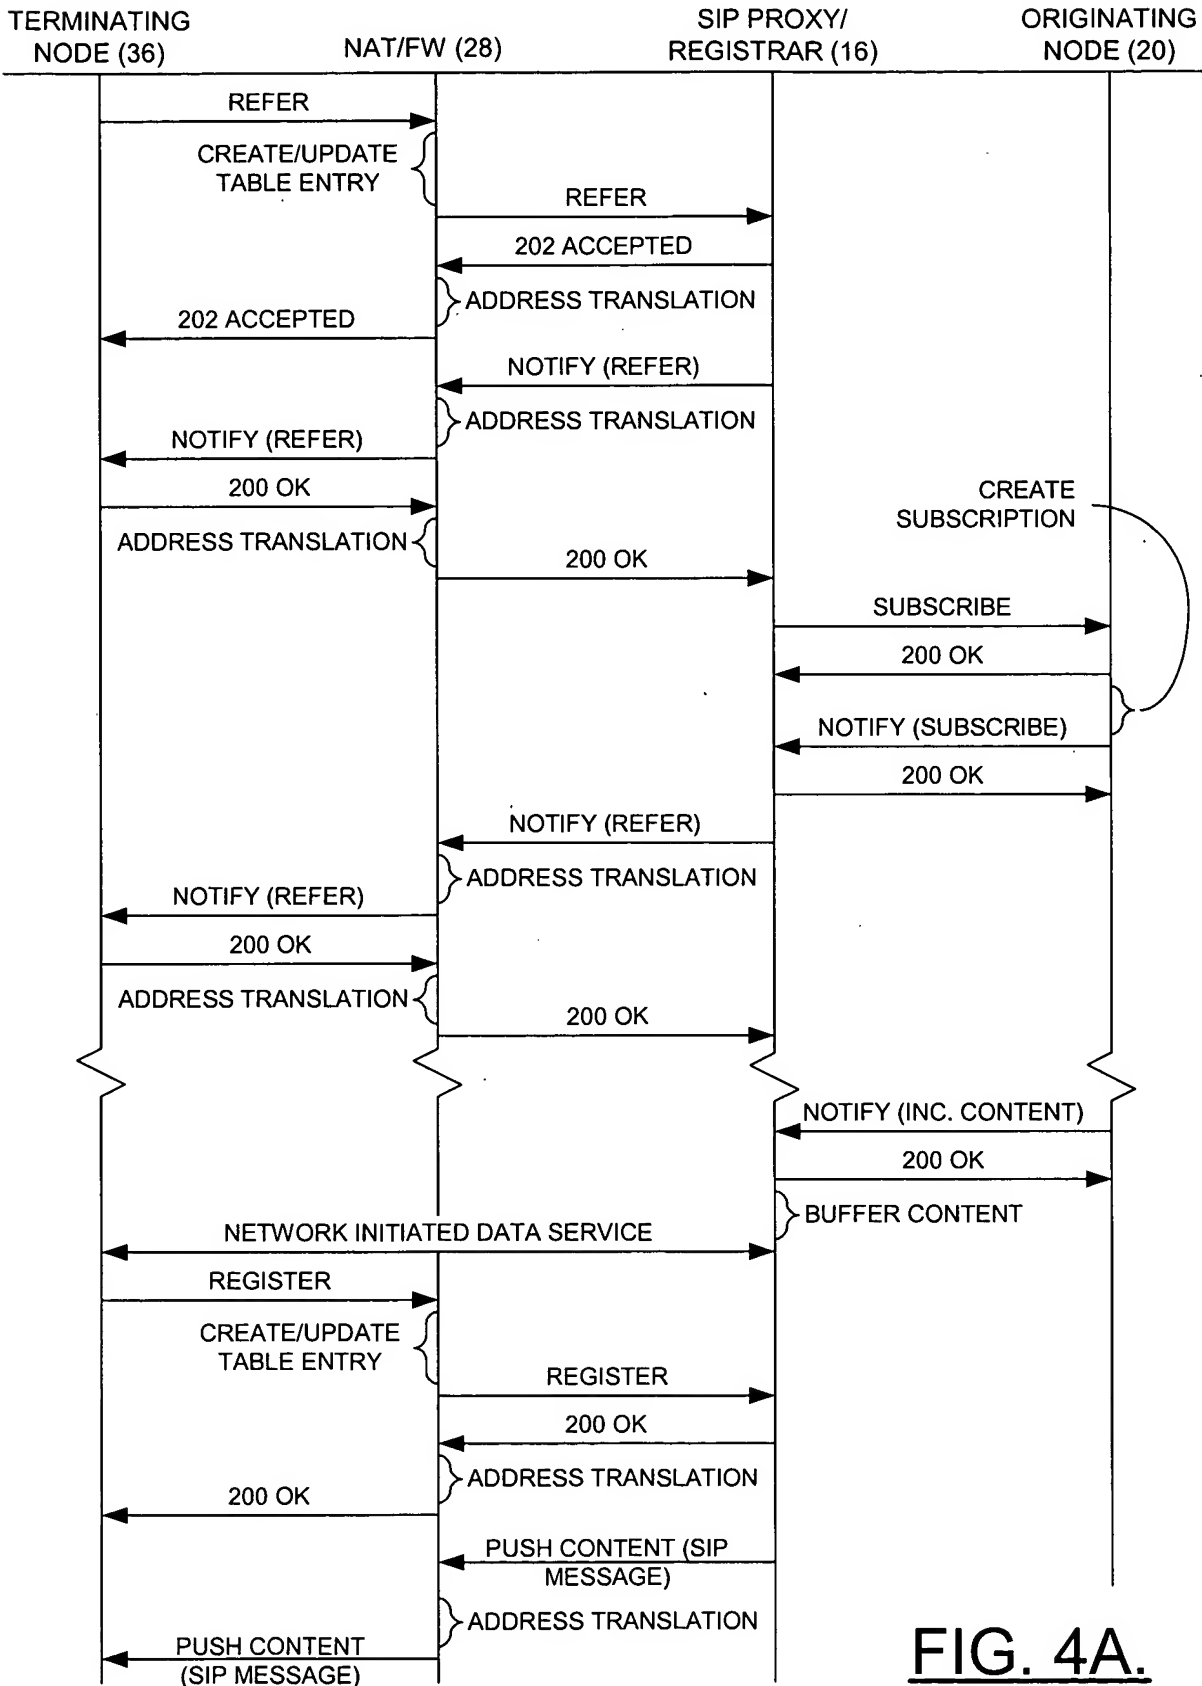 TERMINATING
NODE (36)
NAT/FW (28)
SIP PROXY/
REGISTRAR (16)
ORIGINATING
NODE (20)
REFER
CREATE/UPDATE
TABLE ENTRY
REFER
202 ACCEPTED
ADDRESS TRANSLATION
202 ACCEPTED
NOTIFY (REFER)
ADDRESS TRANSLATION
NOTIFY (REFER)
200 OK
CREATE
SUBSCRIPTION
ADDRESS TRANSLATION
200 OK
SUBSCRIBE
200 OK
NOTIFY (SUBSCRIBE)
200 OK
NOTIFY (REFER)
ADDRESS TRANSLATION
NOTIFY (REFER)
200 OK
ADDRESS TRANSLATION
200 OK
NOTIFY (INC. CONTENT)
200 OK
BUFFER CONTENT
NETWORK INITIATED DATA SERVICE
REGISTER
CREATE/UPDATE
TABLE ENTRY
REGISTER
200 OK
ADDRESS TRANSLATION
200 OK
PUSH CONTENT (SIP
MESSAGE)
ADDRESS TRANSLATION
PUSH CONTENT
(SIP MESSAGE)
FIG. 4A.